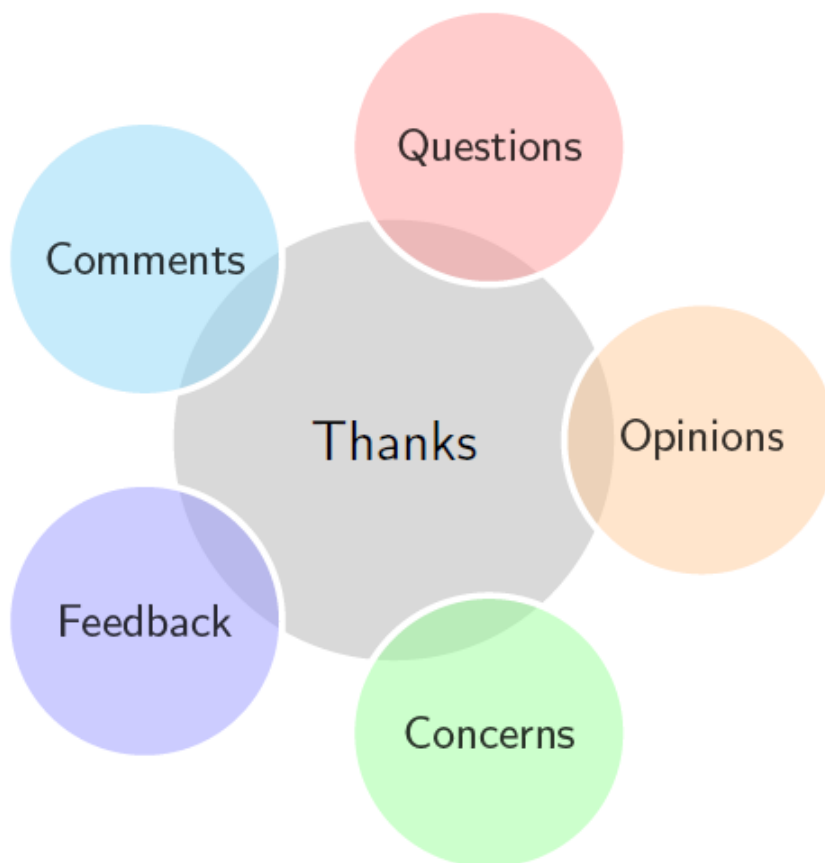 Questions
Comments
Opinions
Thanks
Feedback
Concerns